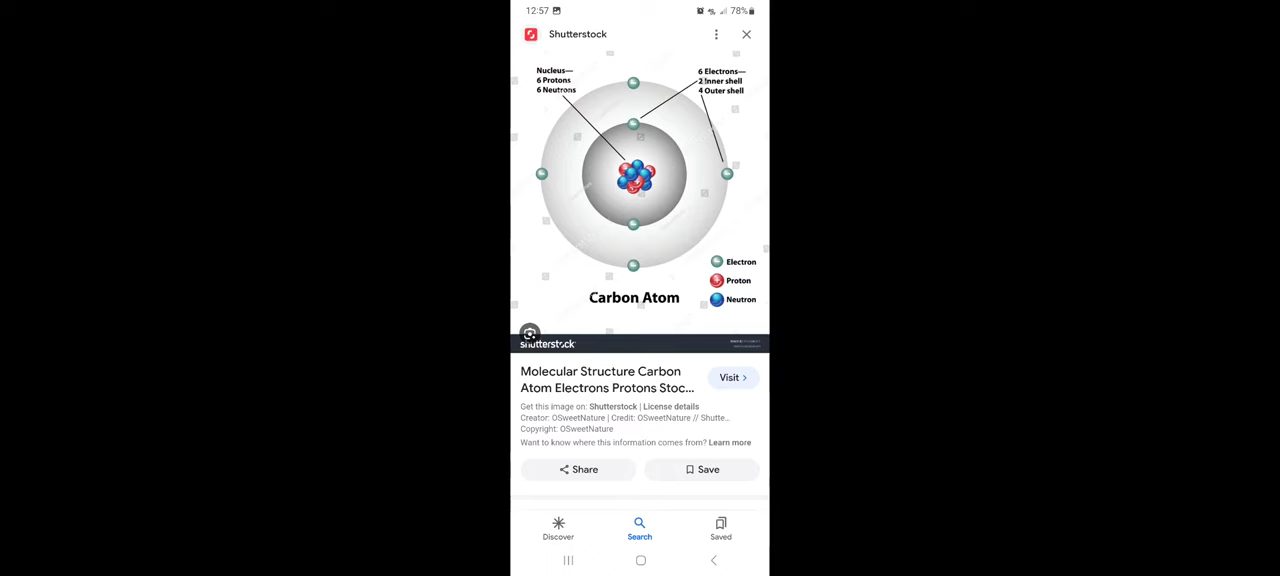 12:57
78%
Shutterstock
Nucleus—
6 Protons
6 Neutrons
6 Electrons—
2 Inner shell
4 Outer shell
Electron
Proton
Neutron
Carbon Atom
shutterstock
Molecular Structure Carbon
Atom Electrons Protons Stoc...
Visit >
Get this image on: Shutterstock | License details
Creator: OSweetNature | Credit: OSweetNature // Shutte...
Copyright: OSweetNature
Want to know where this information comes from? Learn more
Share
Save
Discover
Search
Saved